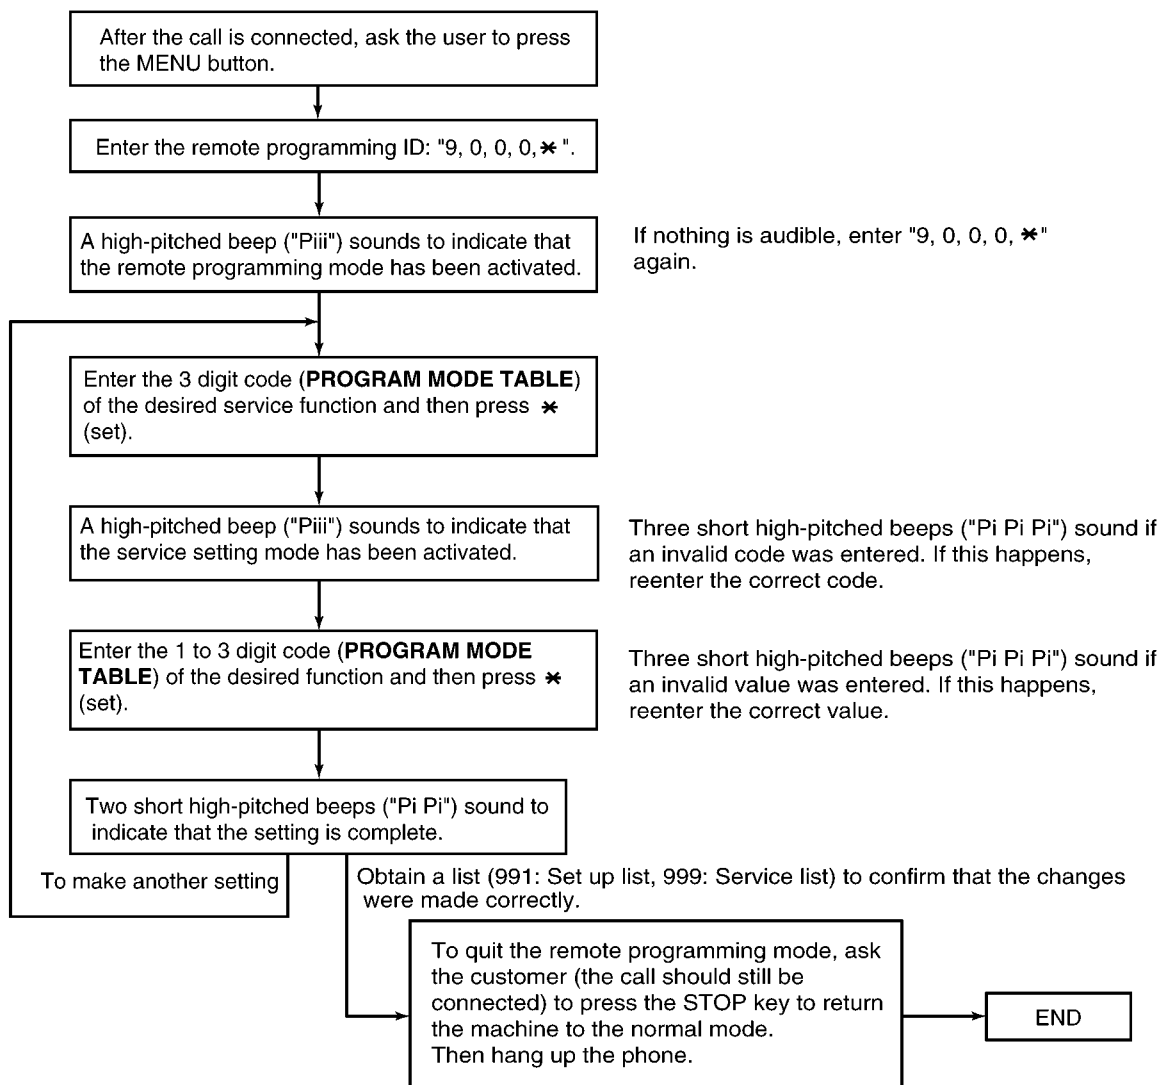 After the call is connected, ask the user to press
the MENU button.
Enter the remote programming ID: "9, 0, 0, 0, * ".
A high-pitched beep ("Piii") sounds to indicate that
the remote programming mode has been activated.
If nothing is audible, enter "9, 0, 0, 0, *"
again.
Enter the 3 digit code (PROGRAM MODE TABLE)
of the desired service function and then press *
(set).
A high-pitched beep ("Piii") sounds to indicate that
the service setting mode has been activated.
Three short high-pitched beeps ("Pi Pi Pi") sound if
an invalid code was entered. If this happens,
reenter the correct code.
Enter the 1 to 3 digit code (PROGRAM MODE
TABLE) of the desired function and then press *
(set).
Three short high-pitched beeps ("Pi Pi Pi") sound if
an invalid value was entered. If this happens,
reenter the correct value.
Two short high-pitched beeps ("Pi Pi") sound to
indicate that the setting is complete.
To make another setting
Obtain a list (991: Set up list, 999: Service list) to confirm that the changes
were made correctly.
To quit the remote programming mode, ask
the customer (the call should still be
connected) to press the STOP key to return
the machine to the normal mode.
Then hang up the phone.
END